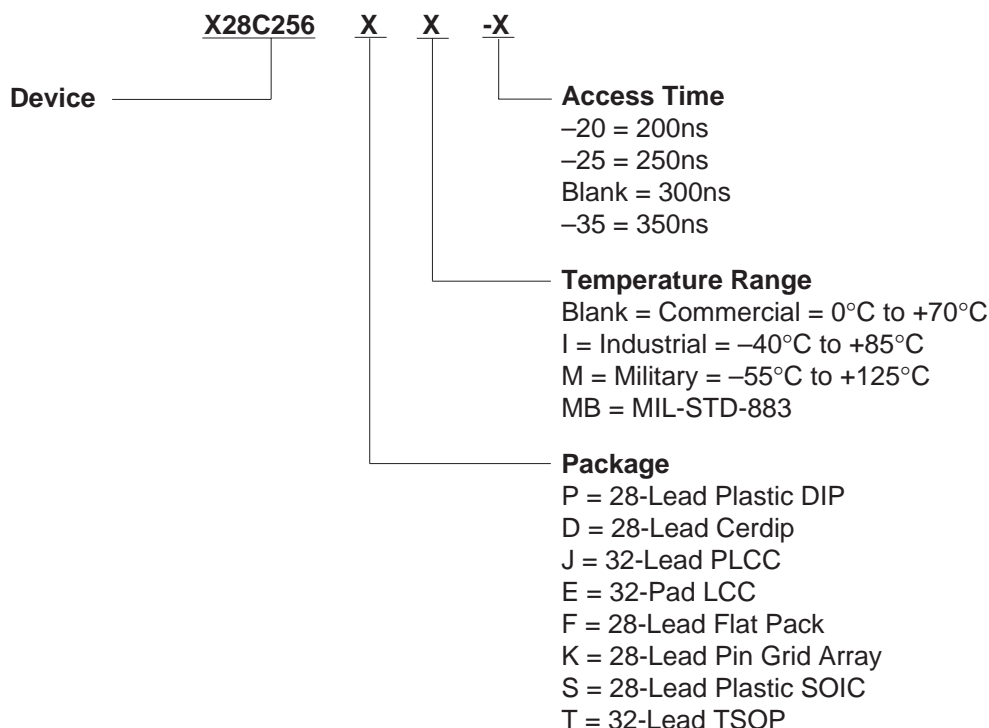 X28C256 X X -X
Device
Access Time
–20 = 200ns
–25 = 250ns
Blank = 300ns
–35 = 350ns
Temperature Range
Blank = Commercial = 0°C to +70°C
I = Industrial = –40°C to +85°C
M = Military = –55°C to +125°C
MB = MIL-STD-883
Package
P = 28-Lead Plastic DIP
D = 28-Lead Cerdip
J = 32-Lead PLCC
E = 32-Pad LCC
F = 28-Lead Flat Pack
K = 28-Lead Pin Grid Array
S = 28-Lead Plastic SOIC
T = 32-Lead TSOP